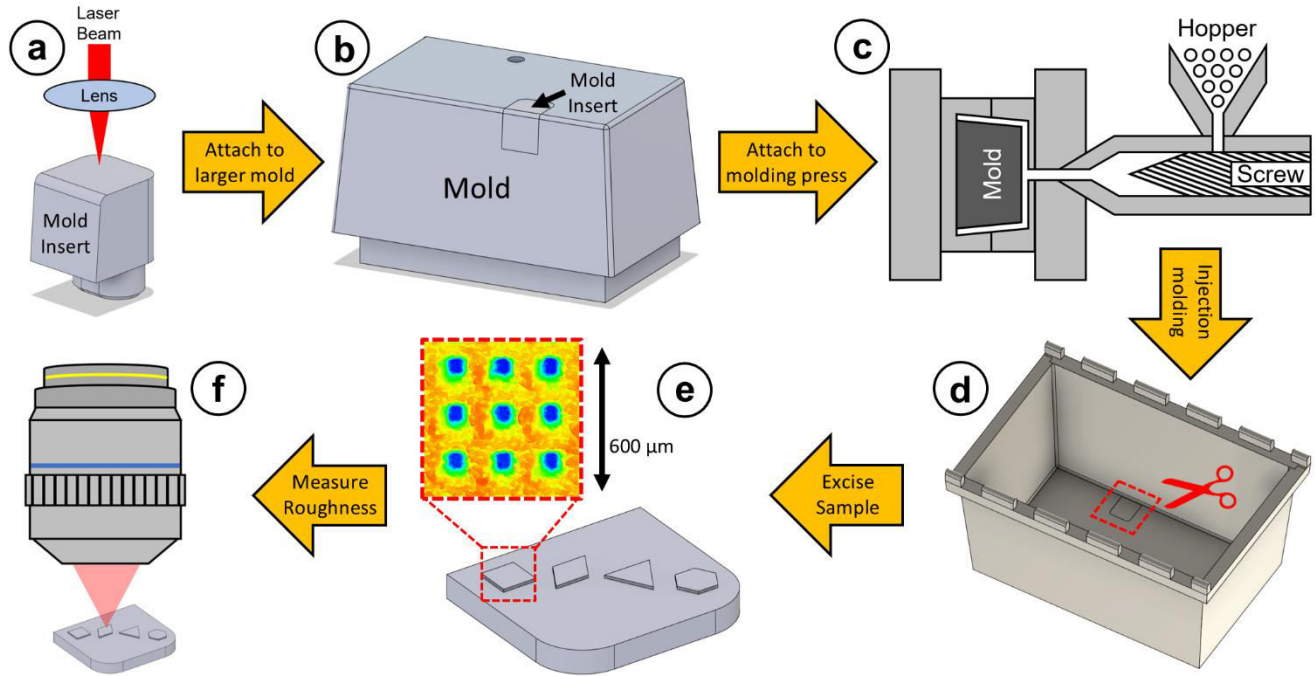 a
Laser
Beam
Lens
Mold
Insert
Attach to
larger mold
b
Mold
Insert
Mold
Attach to
molding press
c
Hopper
Mold
Screw
Injection
molding
d
Excise
Sample
e
600 µm
Measure
Roughness
f